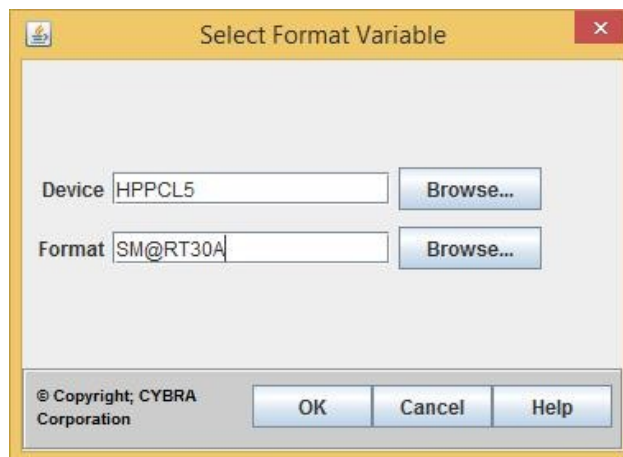 Select Format Variable
Device HPPCL5 Browse...
Format SM@RT30A Browse...
© Copyright; CYBRA
Corporation
OK Cancel Help